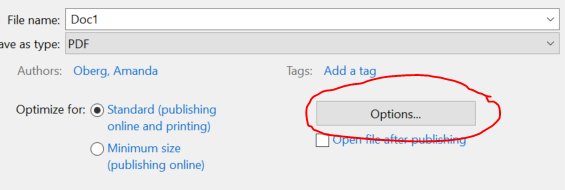 File name: Doc1
ave as type: PDF
Authors: Oberg, Amanda Tags: Add a tag
Optimize for: Standard (publishing
online and printing)
Options...
Open file after publishing
Minimum size
(publishing online)